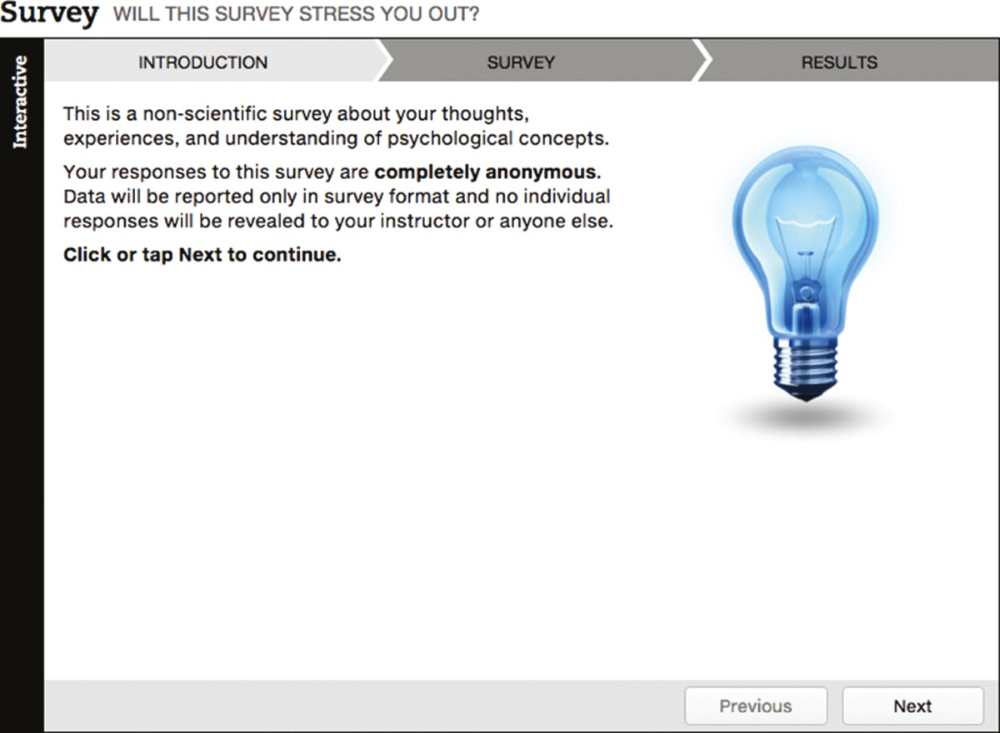 Survey WILL THIS SURVEY STRESS YOU OUT?
Interactive
INTRODUCTION SURVEY RESULTS
This is a non-scientific survey about your thoughts,
experiences, and understanding of psychological concepts.
Your responses to this survey are completely anonymous.
Data will be reported only in survey format and no individual
responses will be revealed to your instructor or anyone else.
Click or tap Next to continue.
Previous Next